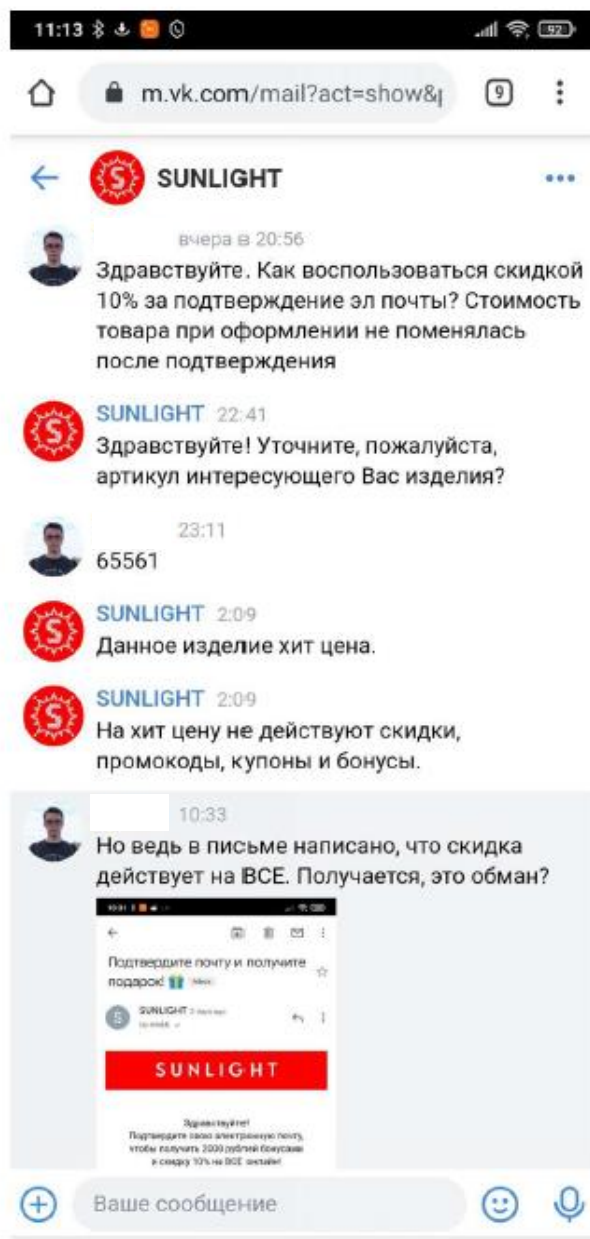 11:13
92
m.vk.com/mail?act=show&
9
SUNLIGHT
вчера в 20:56
Здравствуйте. Как воспользоваться скидкой
10% за подтверждение эл почты? Стоимость
товара при оформлении не поменялась
после подтверждения
SUNLIGHT 22:41
Здравствуйте! Уточните, пожалуйста,
артикул интересующего Вас изделия?
23:11
65561
SUNLIGHT 2:09
Данное изделие хит цена.
SUNLIGHT 2:09
На хит цену не действуют скидки,
промокоды, купоны и бонусы.
10:33
Но ведь в письме написано, что скидка
действует на ВСЕ. Получается, это обман?
Подтвердите почту и получите
подарок!
S
SUNLIGHT
SUNLIGHT
Здравствуйте!
Подтвердите свою электронную почту,
чтобы получить 2000 рублей бонусами
и скидку 10% на ВСЕ онлайн!
Ваше сообщение